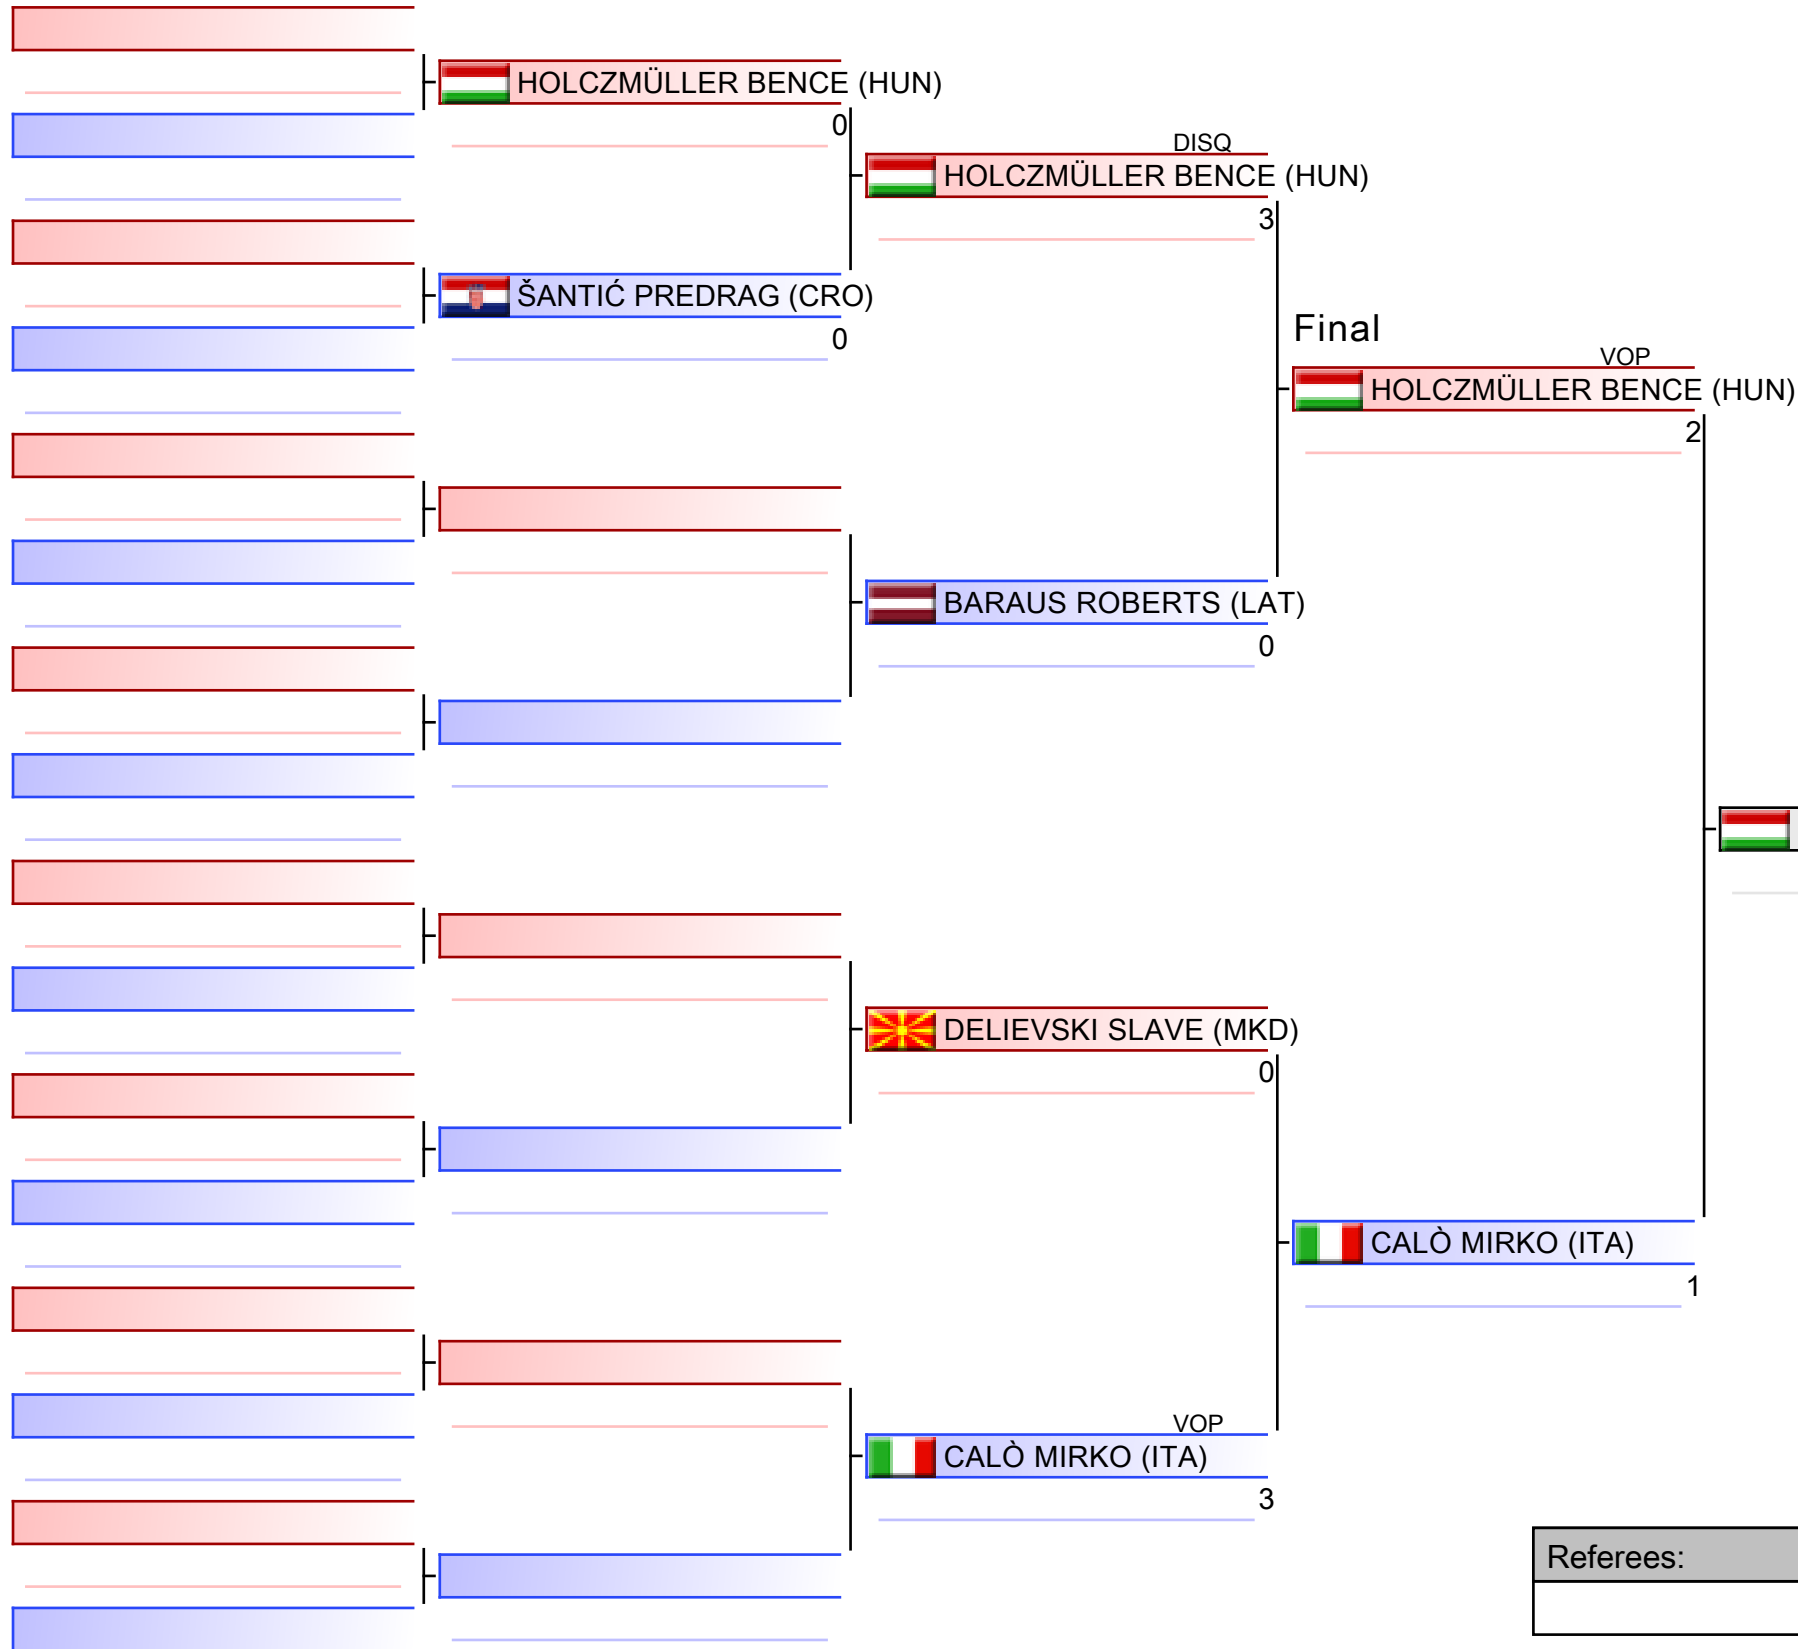 HOLCZMÜLLER BENCE (HUN)
0
ŠANTIĆ PREDRAG (CRO)
0
DISQ
HOLCZMÜLLER BENCE (HUN)
3
BARAUS ROBERTS (LAT)
0
DELIEVSKI SLAVE (MKD)
0
VOP
CALÒ MIRKO (ITA)
3
Final
VOP
HOLCZMÜLLER BENCE (HUN)
2
CALÒ MIRKO (ITA)
1
Referees: